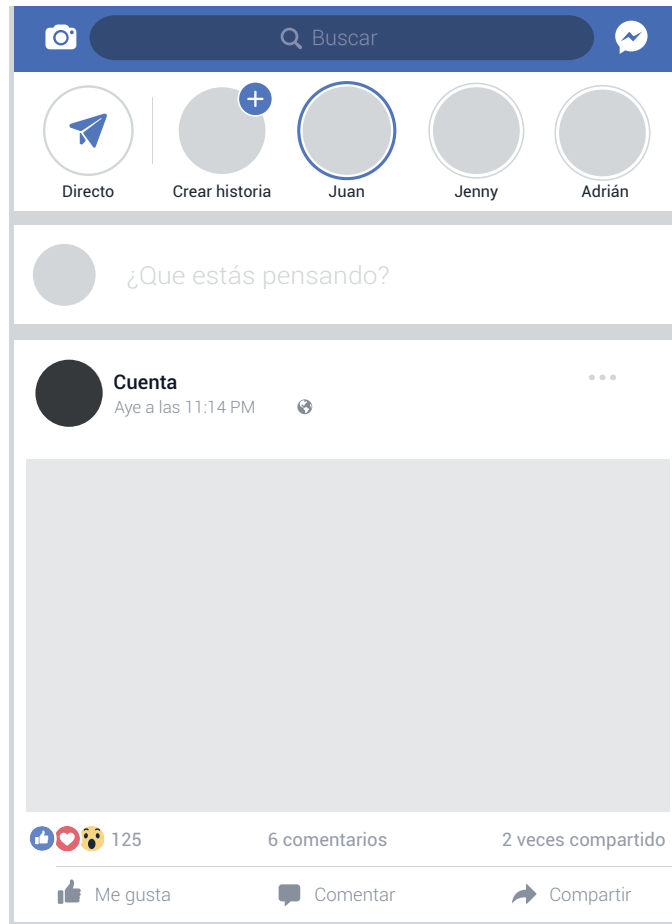 Buscar
Directo
Crear historia
Juan
Jenny
Adrián
¿Que estás pensando?
Cuenta
Aye a las 11:14 PM
125
6 comentarios
2 veces compartido
Me gusta
Comentar
Compartir